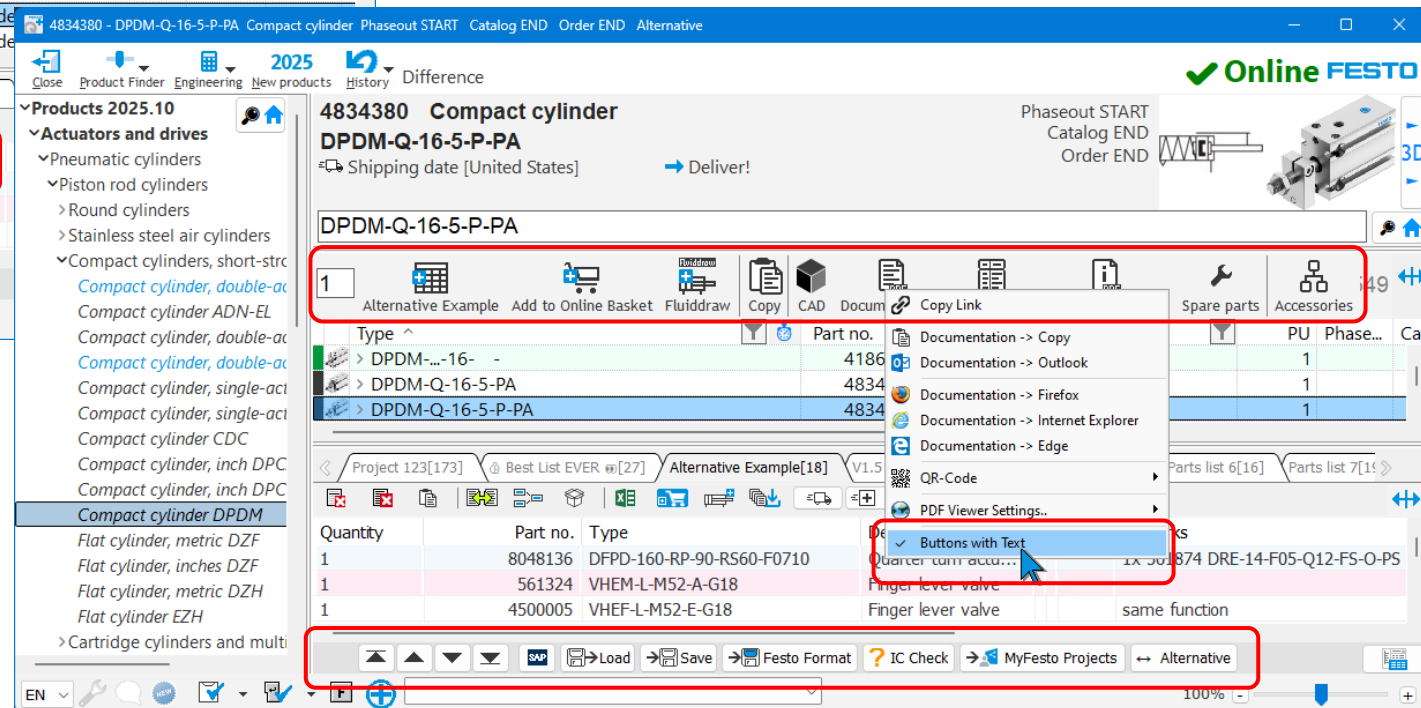 4834380 - DPDM-Q-16-5-P-PA Compact cylinder Phaseout START Catalog END Order END Alternative
Close Product Finder Engineering 2025 New products History Difference
Online FESTO
Products 2025.10
Actuators and drives
Pneumatic cylinders
Piston rod cylinders
Round cylinders
Stainless steel air cylinders
Compact cylinders, short-stro
Compact cylinder, double-ac
Compact cylinder ADN-EL
Compact cylinder, double-ac
Compact cylinder, double-ac
Compact cylinder, single-act
Compact cylinder, single-act
Compact cylinder CDC
Compact cylinder, inch DPC
Compact cylinder, inch DPC
Compact cylinder DPDM
Flat cylinder, metric DZF
Flat cylinder, inches DZF
Flat cylinder, metric DZH
Flat cylinder EZH
Cartridge cylinders and multi
4834380 Compact cylinder
DPDM-Q-16-5-P-PA
Shipping date [United States] Deliver!
Phaseout START
Catalog END
Order END
3D
DPDM-Q-16-5-P-PA
1 Alternative Example Add to Online Basket Fluiddraw Fluiddraw Copy CAD Docum Spare parts Accessories 49
Type Part no. PU Phase... Ca
DPDM-...-16- - 4186 1
DPDM-Q-16-5-PA 4834 1
DPDM-Q-16-5-P-PA 4834 1
Copy Link
Documentation -> Copy
Documentation -> Outlook
Documentation -> Firefox
Documentation -> Internet Explorer
Documentation -> Edge
QR-Code
PDF Viewer Settings..
Buttons with Text
Project 123[173] Best List EVER [27] Alternative Example[18] V1.5 Parts list 6[16] Parts list 7[19
Quantity Part no. Type De ks
1 8048136 DFPD-160-RP-90-RS60-F0710 Quarter turn actu... 1x 561874 DRE-14-F05-Q12-FS-O-PS
1 561324 VHEM-L-M52-A-G18 Finger lever valve
1 4500005 VHEF-L-M52-E-G18 Finger lever valve same function
SAP Load Save Festo Format ? IC Check MyFesto Projects Alternative
EN NEW F 100% - +